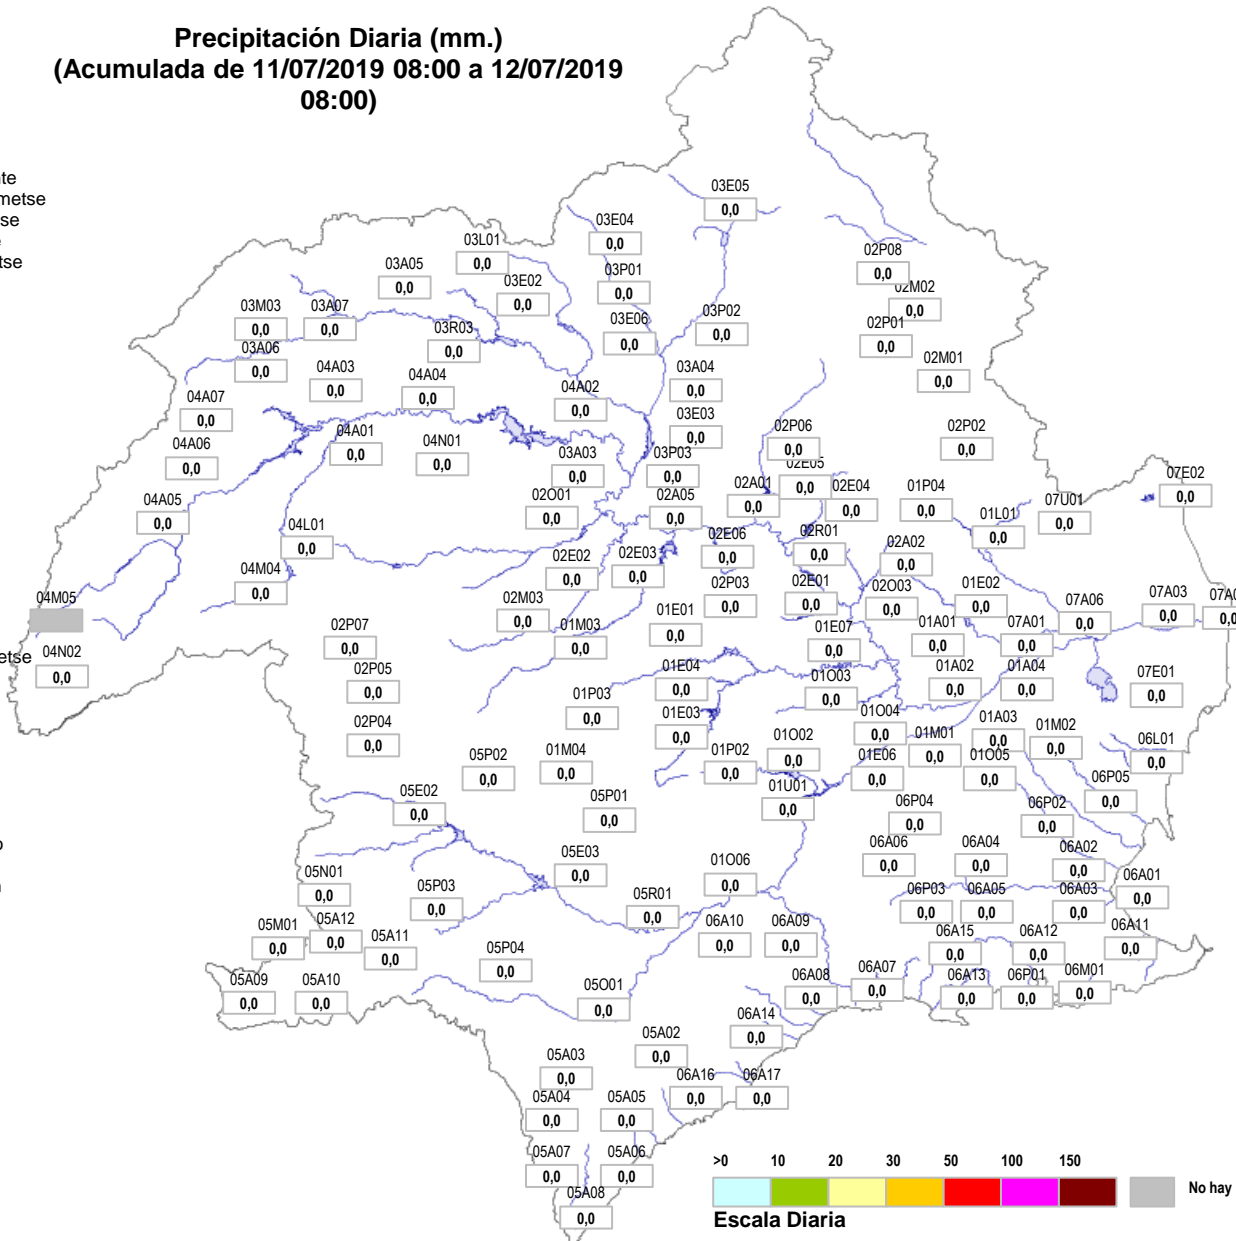 Precipitación Diaria (mm.)
(Acumulada de 11/07/2019 08:00 a 12/07/2019
08:00)
03E05
0,0
03E04
0,0
03L01
0,0
02P08
0,0
03A05
0,0
03P01
0,0
03E02
0,0
02M02
0,0
03M03
0,0
03A07
0,0
03P02
0,0
03E06
0,0
03R03
0,0
02P01
0,0
03A06
0,0
04A03
0,0
04A04
0,0
03A04
0,0
02M01
0,0
04A07
0,0
04A02
0,0
03E03
0,0
04A01
0,0
02P06
0,0
02P02
0,0
04A06
0,0
04N01
0,0
03A03
0,0
03P03
0,0
02E05
0,0
07E02
0,0
04A05
0,0
02O01
0,0
02A05
0,0
02A01
0,0
02E04
0,0
01P04
0,0
07U01
0,0
01L01
0,0
04L01
0,0
02E06
0,0
02R01
0,0
02A02
0,0
02E02
0,0
02E03
0,0
04M04
0,0
02P03
0,0
02E01
0,0
02O03
0,0
01E02
0,0
04M05
07A06
0,0
07A03
0,0
07A0
0,0
02M03
0,0
01E01
0,0
02P07
0,0
01M03
0,0
01E07
0,0
01A01
0,0
07A01
0,0
etse
04N02
0,0
02P05
0,0
01E04
0,0
01O03
0,0
01A02
0,0
01A04
0,0
07E01
0,0
01P03
0,0
01E03
0,0
02P04
0,0
01O04
0,0
01A03
0,0
01M02
0,0
01M01
0,0
01O02
0,0
06L01
0,0
05P02
0,0
01M04
0,0
01P02
0,0
01E06
0,0
01O05
0,0
05E02
0,0
05P01
0,0
01U01
0,0
06P05
0,0
06P04
0,0
06P02
0,0
05E03
0,0
01O06
0,0
06A06
0,0
06A04
0,0
06A02
0,0
05N01
0,0
05P03
0,0
05R01
0,0
06P03
0,0
06A05
0,0
06A03
0,0
06A01
0,0
05M01
0,0
05A12
0,0
05A11
0,0
06A10
0,0
06A09
0,0
06A15
0,0
06A12
0,0
06A11
0,0
05P04
0,0
05A09
0,0
05A10
0,0
05O01
0,0
06A08
0,0
06A07
0,0
06A13
0,0
06P01
0,0
06M01
0,0
06A14
0,0
05A02
0,0
05A03
0,0
06A16
0,0
06A17
0,0
05A04
0,0
05A05
0,0
05A07
0,0
05A06
0,0
05A08
0,0
>0 10 20 30 50 100 150
No hay
Escala Diaria